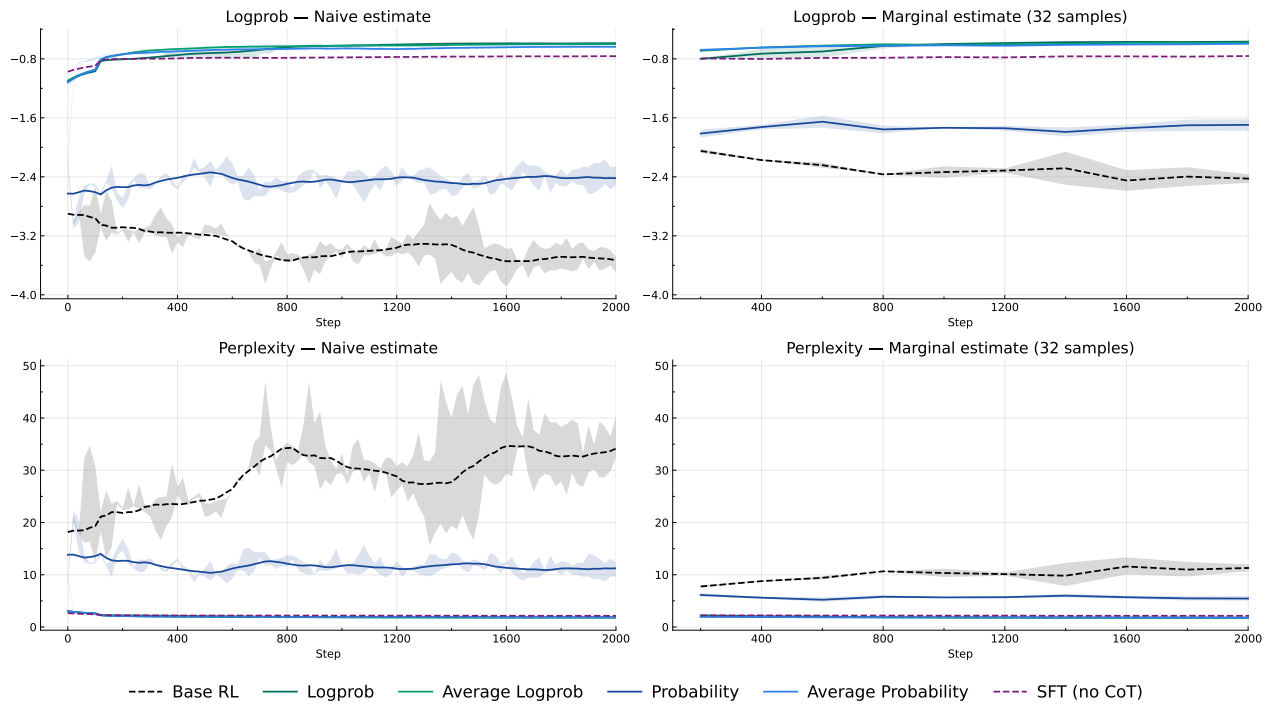 Logprob — Naive estimate
−0.8
−1.6
−2.4
−3.2
−4.0
0 400 800 1200 1600 2000
Step
Logprob — Marginal estimate (32 samples)
−0.8
−1.6
−2.4
−3.2
−4.0
400 800 1200 1600 2000
Step
Perplexity — Naive estimate
50
40
30
20
10
0
0 400 800 1200 1600 2000
Step
Perplexity — Marginal estimate (32 samples)
50
40
30
20
10
0
400 800 1200 1600 2000
Step
Base RL Logprob Average Logprob Probability Average Probability SFT (no CoT)